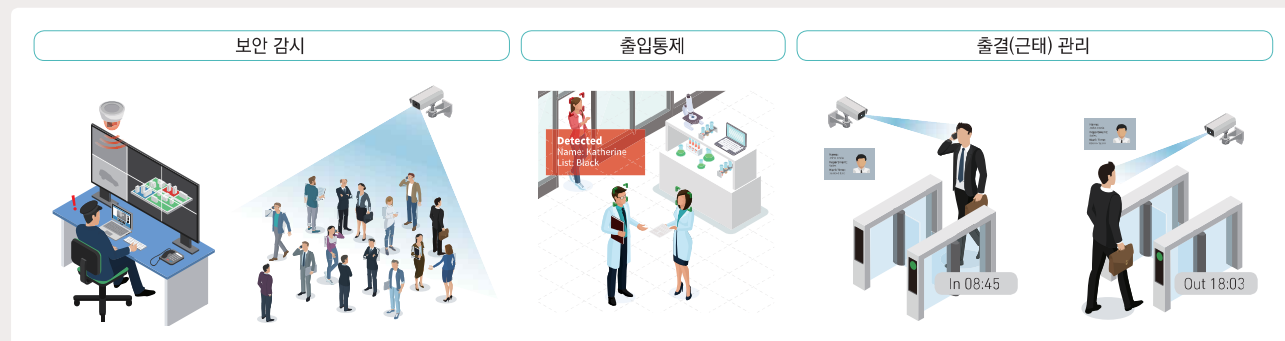 보안 감시
출입통제
출결(근태) 관리
Detected
Name: Katherine
List: Black
In 08:45
Out 18:03